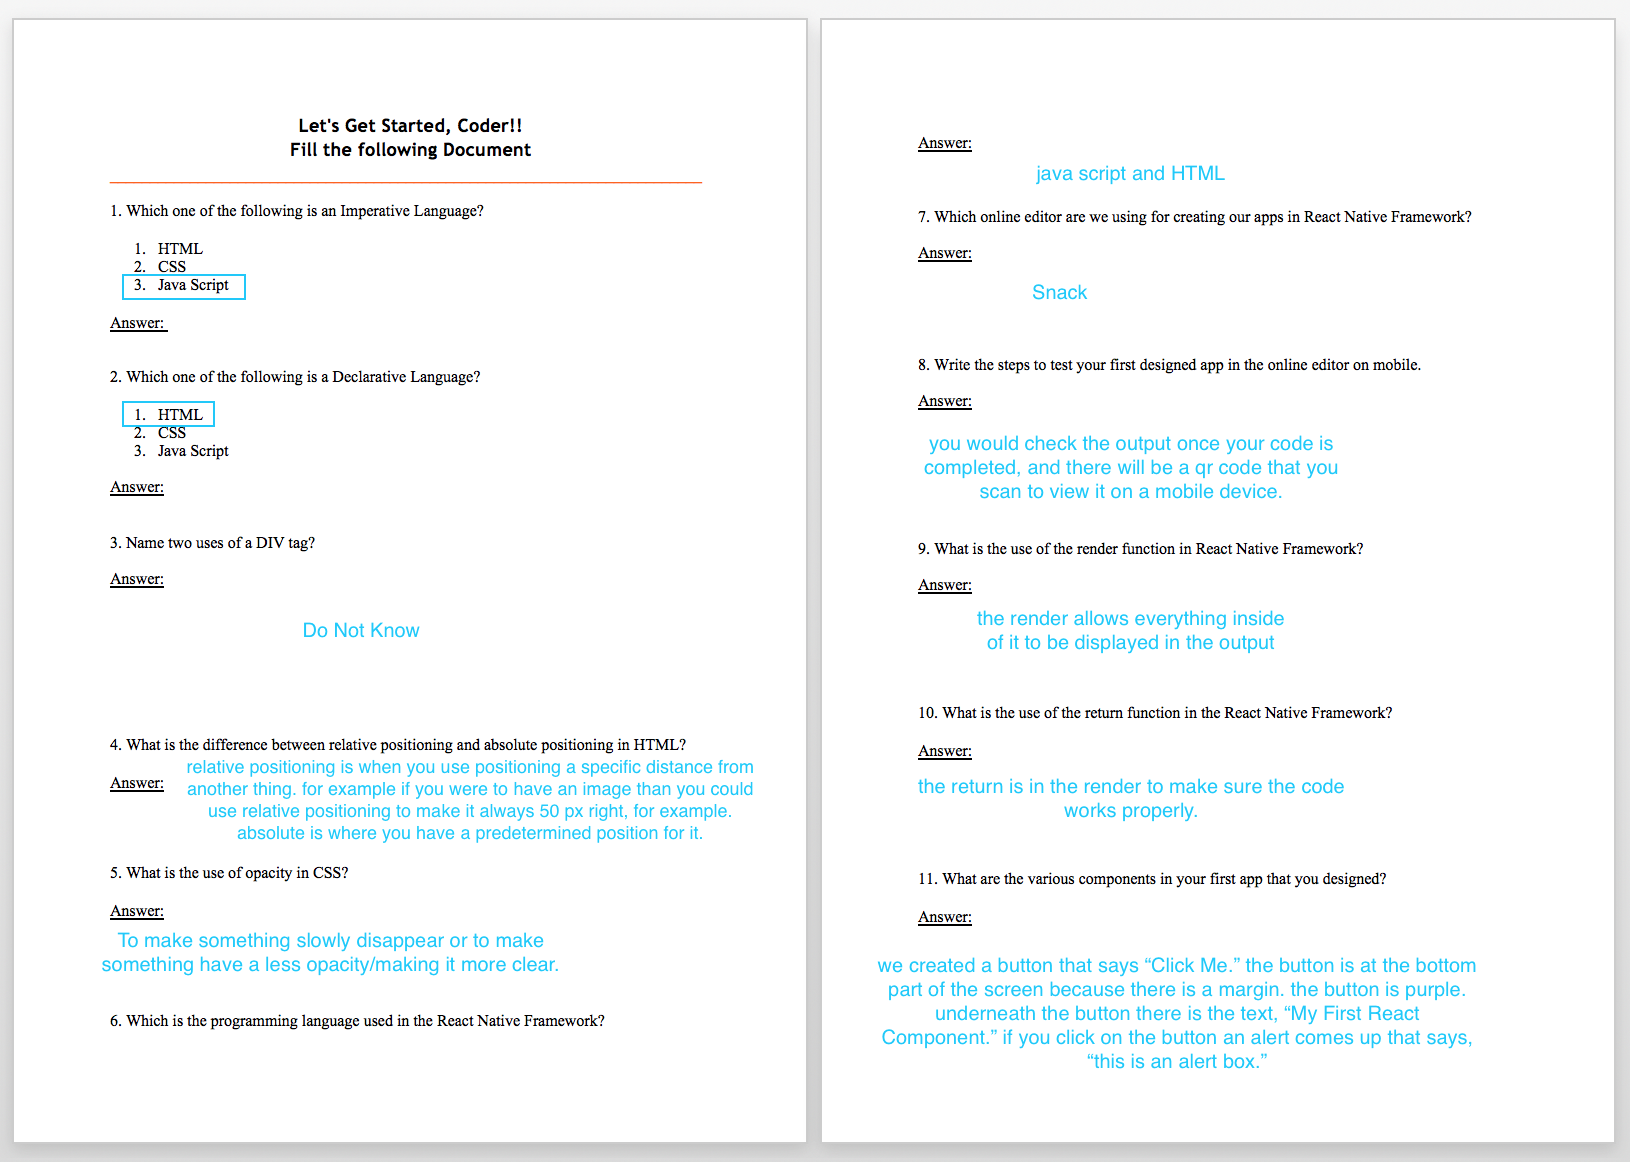 Let's Get Started, Coder!!
Fill the following Document
1. Which one of the following is an Imperative Language?
1. HTML
2. CSS
3. Java Script
Answer:
2. Which one of the following is a Declarative Language?
1. HTML
2. CSS
3. Java Script
Answer:
3. Name two uses of a DIV tag?
Answer:
Do Not Know
4. What is the difference between relative positioning and absolute positioning in HTML?
Answer:
relative positioning is when you use positioning a specific distance from
another thing. for example if you were to have an image than you could
use relative positioning to make it always 50 px right, for example.
absolute is where you have a predetermined position for it.
5. What is the use of opacity in CSS?
Answer:
To make something slowly disappear or to make
something have a less opacity/making it more clear.
6. Which is the programming language used in the React Native Framework?
Answer:
java script and HTML
7. Which online editor are we using for creating our apps in React Native Framework?
Answer:
Snack
8. Write the steps to test your first designed app in the online editor on mobile.
Answer:
you would check the output once your code is
completed, and there will be a qr code that you
scan to view it on a mobile device.
9. What is the use of the render function in React Native Framework?
Answer:
the render allows everything inside
of it to be displayed in the output
10. What is the use of the return function in the React Native Framework?
Answer:
the return is in the render to make sure the code
works properly.
11. What are the various components in your first app that you designed?
Answer:
we created a button that says “Click Me.” the button is at the bottom
part of the screen because there is a margin. the button is purple.
underneath the button there is the text, “My First React
Component.” if you click on the button an alert comes up that says,
“this is an alert box.”